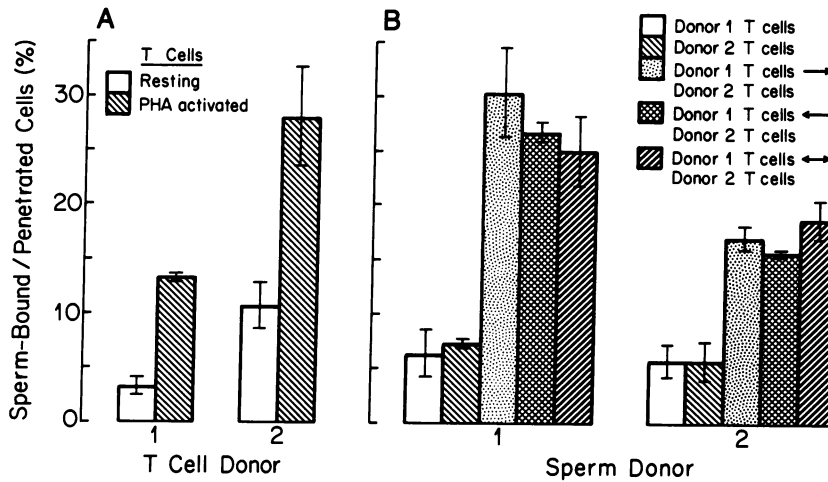 A
T Cells
Resting
PHA activated
Sperm-Bound/Penetrated Cells (%)
30
20
10
0
1
2
T Cell Donor
B
Donor 1 T cells
Donor 2 T cells
Donor 1 T cells →
Donor 2 T cells
Donor 1 T cells ←
Donor 2 T cells
Donor 1 T cells ↔
Donor 2 T cells
1
2
Sperm Donor